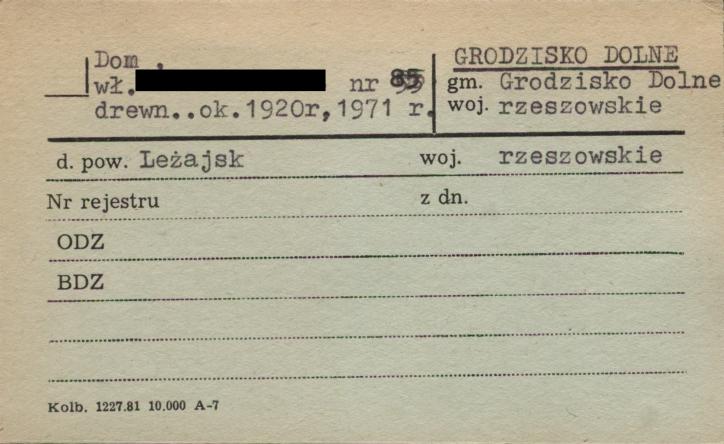 Dom ,
GRODZISKO DOLNE
wł. nr 85
gm. Grodzisko Dolne
drewn..ok.1920r,1971 r.
woj. rzeszowskie
d. pow. Leżajsk woj. rzeszowskie
Nr rejestru z dn.
ODZ
BDZ
Kolb. 1227.81 10.000 A-7